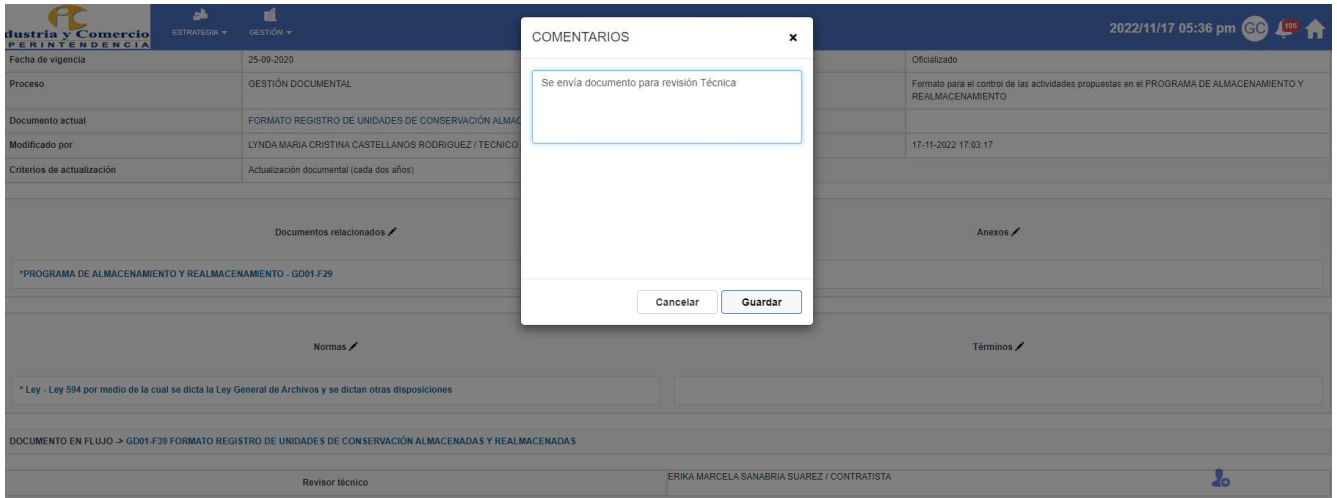 dustria y Comercio
PERINTENDENCIA
ESTRATEGIA
GESTIÓN
2022/11/17 05:36 pm GC 105
COMENTARIOS ×
Se envía documento para revisión Técnica
Cancelar Guardar
Fecha de vigencia 25-09-2020 Oficializado
Proceso GESTIÓN DOCUMENTAL Formato para el control de las actividades propuestas en el PROGRAMA DE ALMACENAMIENTO Y
REALMACENAMIENTO
Documento actual FORMATO REGISTRO DE UNIDADES DE CONSERVACIÓN ALMAC
Modificado por LYNDA MARIA CRISTINA CASTELLANOS RODRIGUEZ / TECNICO 17-11-2022 17:03:17
Criterios de actualización Actualización documental (cada dos años)
Documentos relacionados Anexos
*PROGRAMA DE ALMACENAMIENTO Y REALMACENAMIENTO - GD01-F29
Normas Términos
* Ley - Ley 594 por medio de la cual se dicta la Ley General de Archivos y se dictan otras disposiciones
DOCUMENTO EN FLUJO -> GD01-F39 FORMATO REGISTRO DE UNIDADES DE CONSERVACIÓN ALMACENADAS Y REALMACENADAS
Revisor técnico ERIKA MARCELA SANABRIA SUAREZ / CONTRATISTA